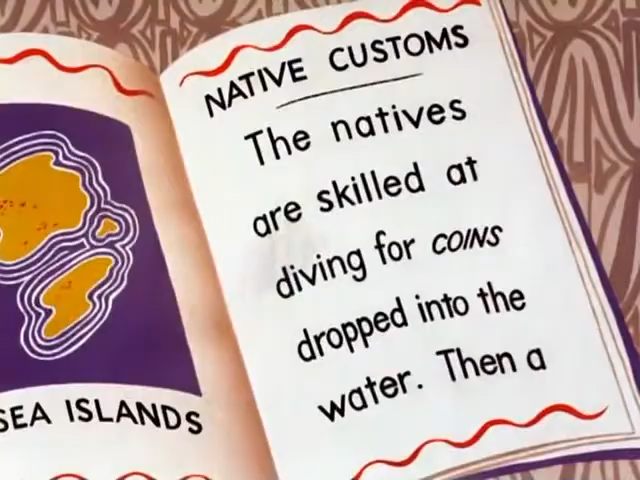 SEA ISLANDS
NATIVE CUSTOMS
The natives
are skilled at
diving for COINS
dropped into the
water. Then a